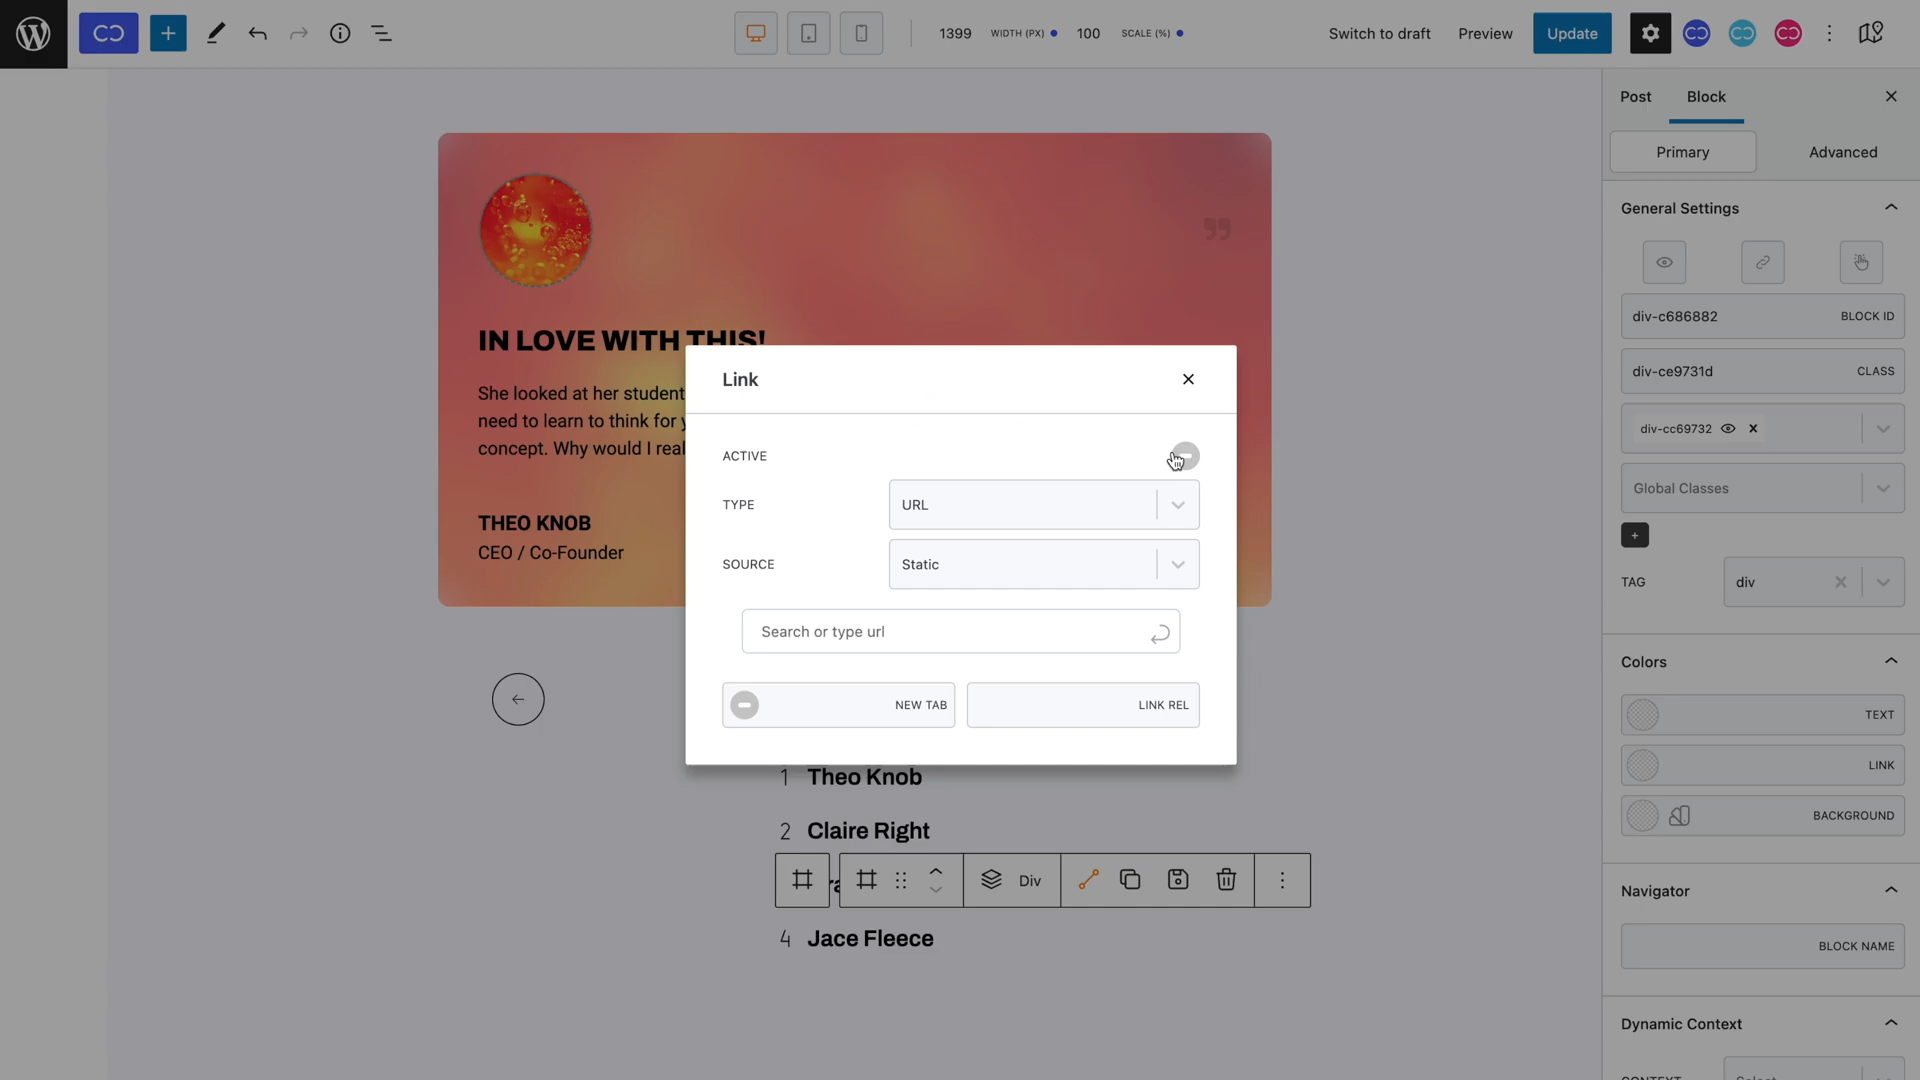 1399 WIDTH (PX) 100 SCALE (%) Switch to draft Preview Update
Post Block
Primary Advanced
General Settings
div-c686882 BLOCK ID
div-ce9731d CLASS
div-cc69732
Global Classes
TAG div
Colors
TEXT
LINK
BACKGROUND
Navigator
BLOCK NAME
Dynamic Context
IN LOVE WITH THIS!
She looked at her student
need to learn to think for
concept. Why would I
THEO KNOB
CEO / Co-Founder
Link
ACTIVE
TYPE URL
SOURCE Static
Search or type url
NEW TAB LINK REL
1 Theo Knob
2 Claire Right
Div
4 Jace Fleece